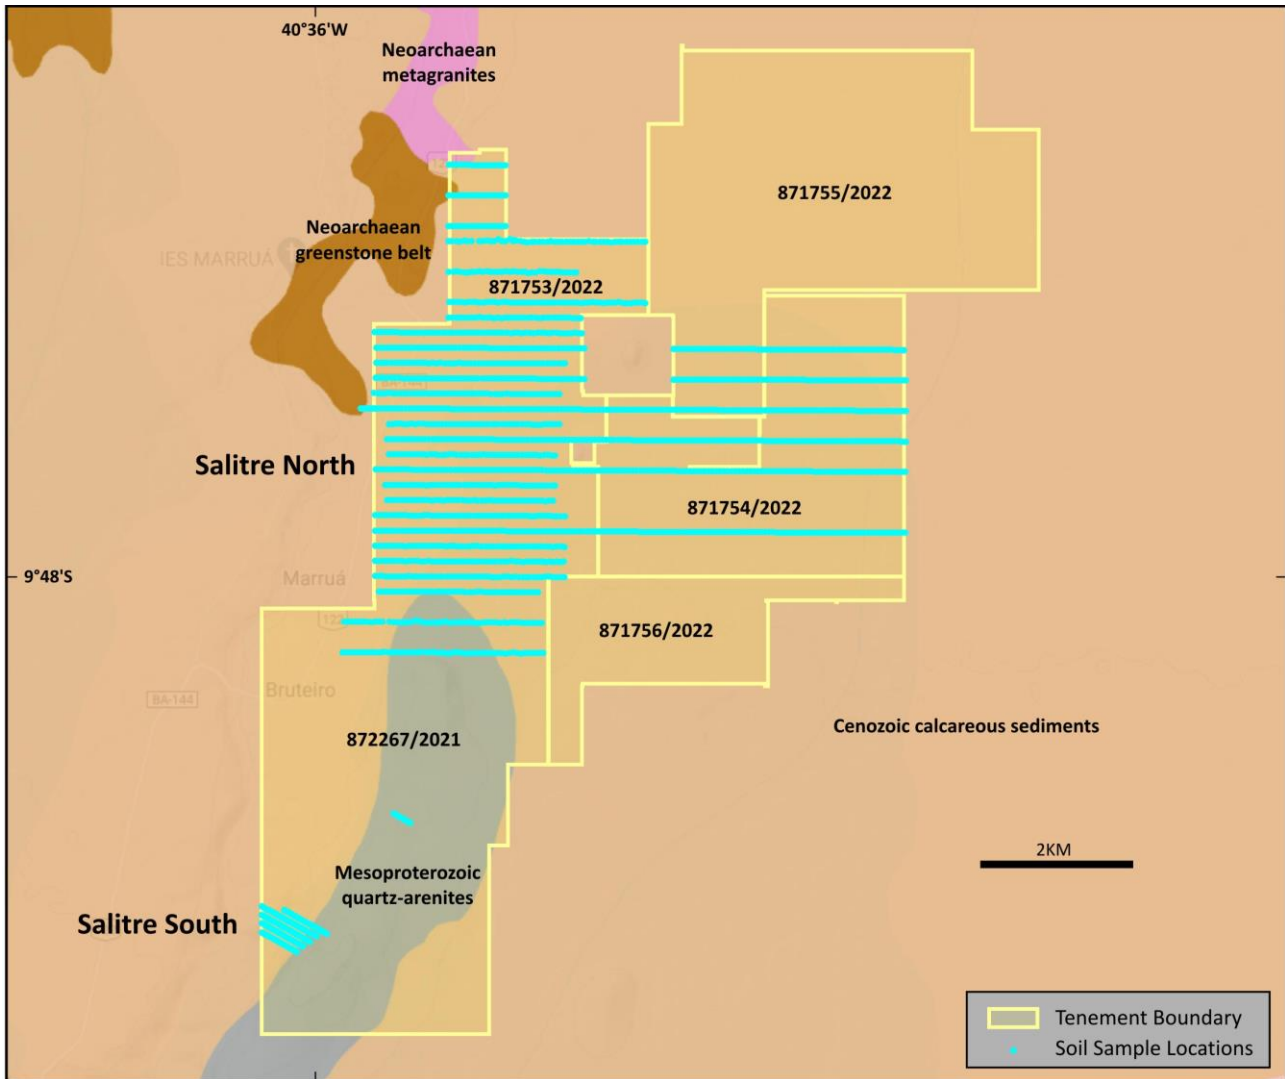 40°36'W
Neoarchaean
metagranites
871755/2022
Neoarchaean
greenstone belt
IES MARRUÁ
871753/2022
Salitre North
871754/2022
9°48'S
Marruá
122
871756/2022
Bruteiro
BA-144
872267/2021
Cenozoic calcareous sediments
2KM
Mesoproterozoic
quartz-arenites
Salitre South
Tenement Boundary
Soil Sample Locations